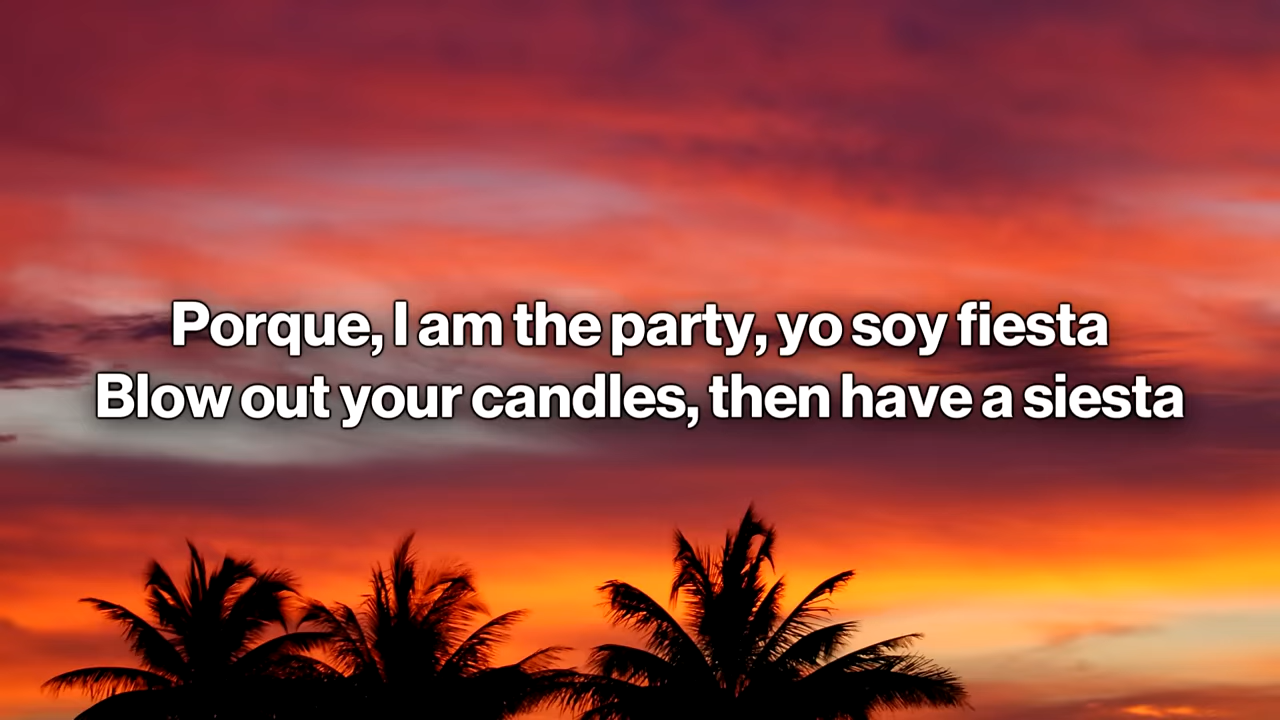 Porque, I am the party, yo soy fiesta
Blow out your candles, then have a siesta